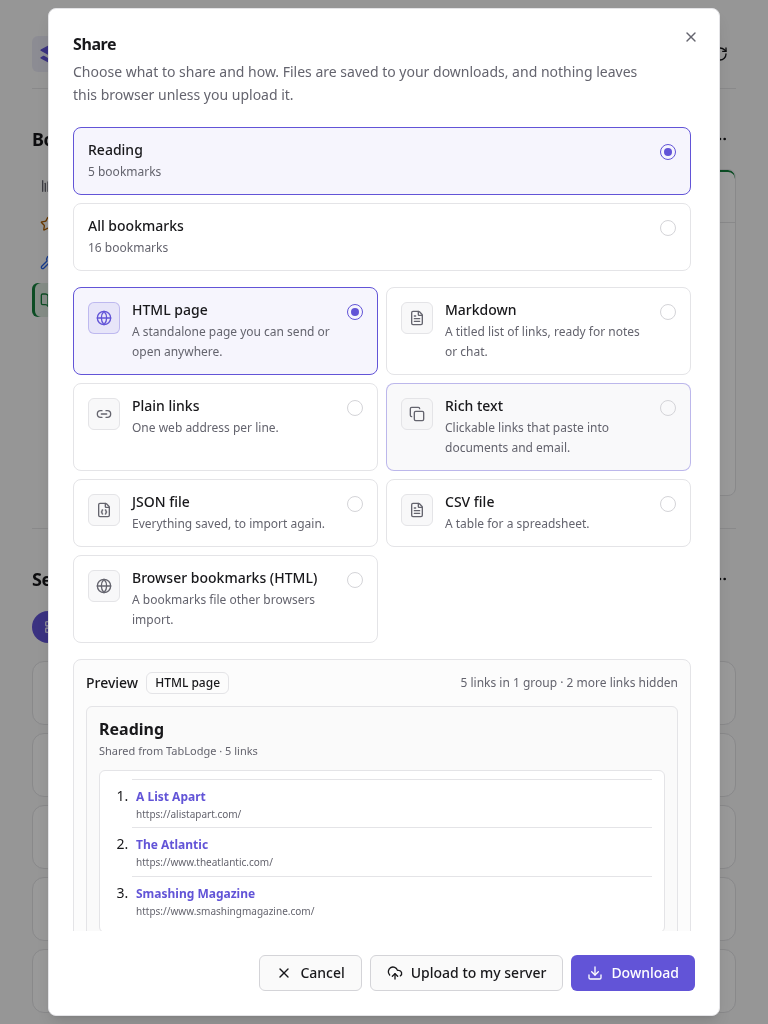 Share
Choose what to share and how. Files are saved to your downloads, and nothing leaves
this browser unless you upload it.
Reading
5 bookmarks
All bookmarks
16 bookmarks
HTML page
A standalone page you can send or
open anywhere.
Markdown
A titled list of links, ready for notes
or chat.
Plain links
One web address per line.
Rich text
Clickable links that paste into
documents and email.
JSON file
Everything saved, to import again.
CSV file
A table for a spreadsheet.
Browser bookmarks (HTML)
A bookmarks file other browsers
import.
Preview HTML page 5 links in 1 group · 2 more links hidden
Reading
Shared from TabLodge · 5 links
1. A List Apart
https://alistapart.com/
2. The Atlantic
https://www.theatlantic.com/
3. Smashing Magazine
https://www.smashingmagazine.com/
Cancel Upload to my server Download